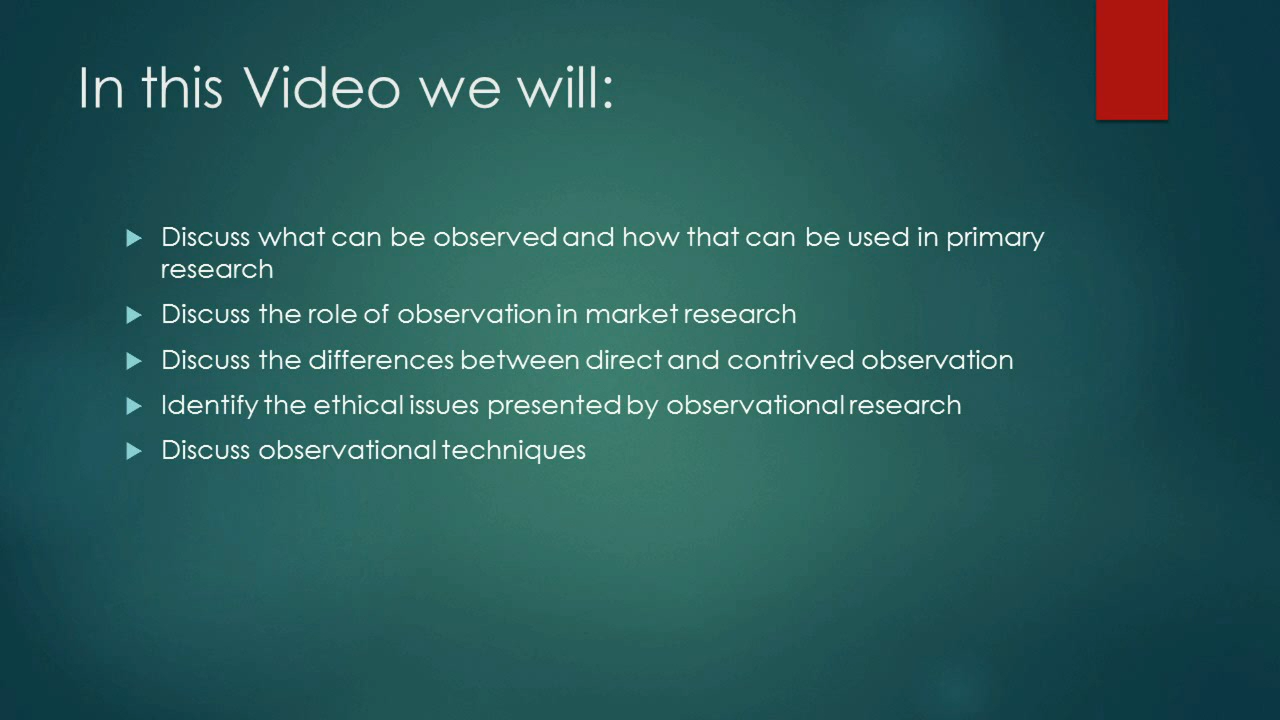 In this Video we will:
Discuss what can be observed and how that can be used in primary
research
Discuss the role of observation in market research
Discuss the differences between direct and contrived observation
Identify the ethical issues presented by observational research
Discuss observational techniques